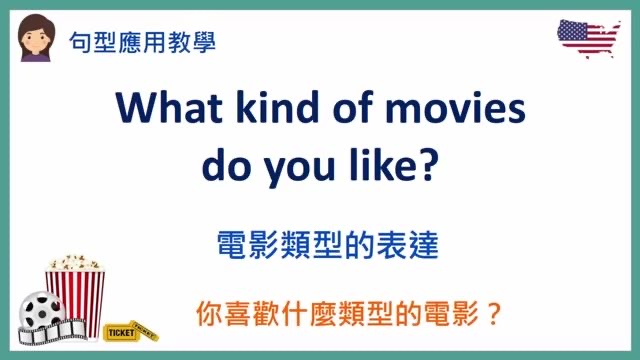 句型應用教學
What kind of movies
do you like?
電影類型的表達
你喜歡什麼類型的電影？
TICKET
TICKET